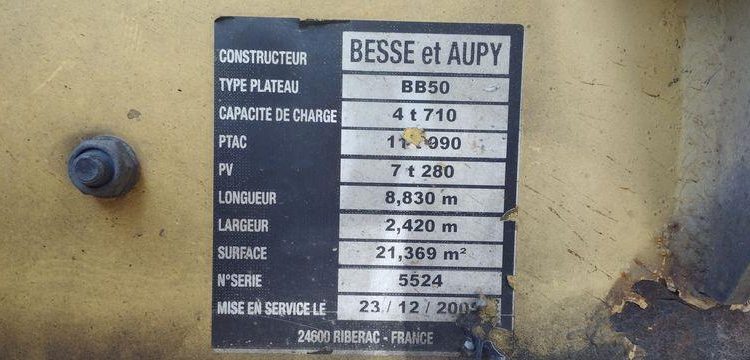 CONSTRUCTEUR BESSE et AUPY
TYPE PLATEAU BB50
CAPACITÉ DE CHARGE 4 t 710
PTAC 11 t 990
PV 7 t 280
LONGUEUR 8,830 m
LARGEUR 2,420 m
SURFACE 21,369 m²
N°SERIE 5524
MISE EN SERVICE LE 23 / 12 /
24600 RIBERAC - FRANCE